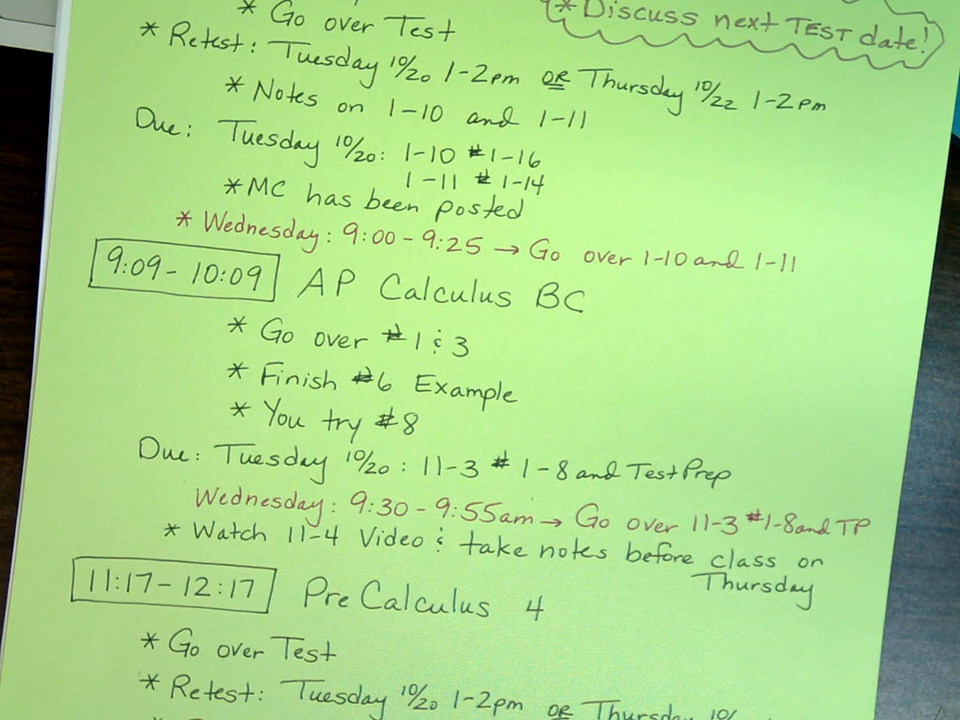 * Discuss next TEST date!
* Go over Test
* Retest: Tuesday 10/20 1-2pm OR Thursday 10/22 1-2pm
* Notes on 1-10 and 1-11
Due: Tuesday 10/20: 1-10 #1-16
1-11 # 1-14
*MC has been posted
* Wednesday: 9:00-9:25 → Go over 1-10 and 1-11
9:09-10:09 AP Calculus BC
* Go over #1 & 3
* Finish #6 Example
* You try #8
Due: Tuesday 10/20: 11-3 # 1-8 and Test Prep
Wednesday: 9:30-9:55am → Go over 11-3 #1-8 and TP
* Watch 11-4 Video & take notes before class on
Thursday
11:17-12:17 Pre Calculus 4
* Go over Test
* Retest: Tuesday 10/20 1-2pm OR Thursday 10/